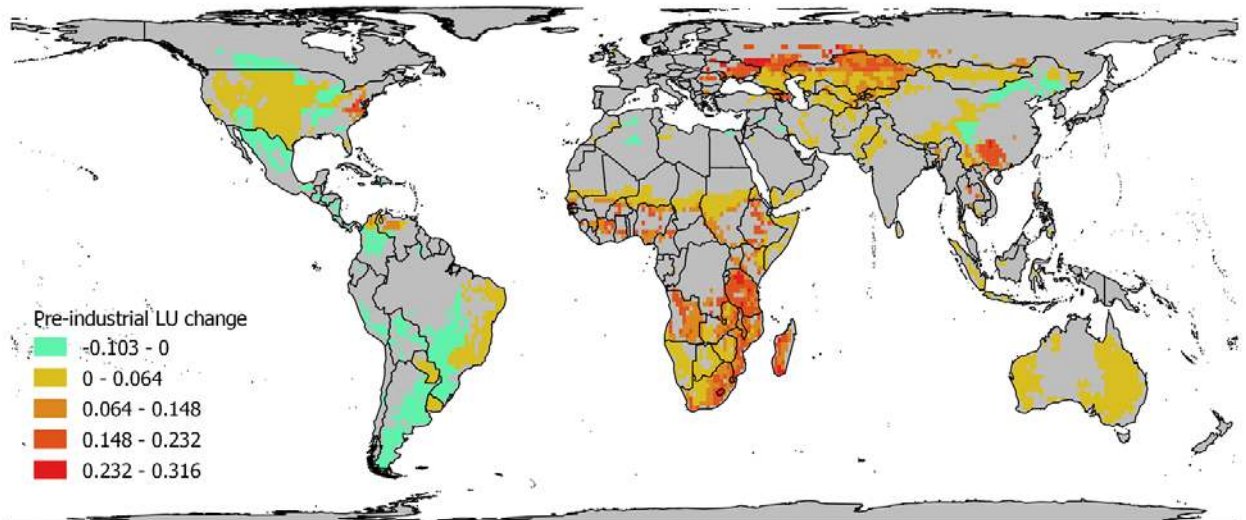 Pre-industrial LU change
-0.103 - 0
0 - 0.064
0.064 - 0.148
0.148 - 0.232
0.232 - 0.316